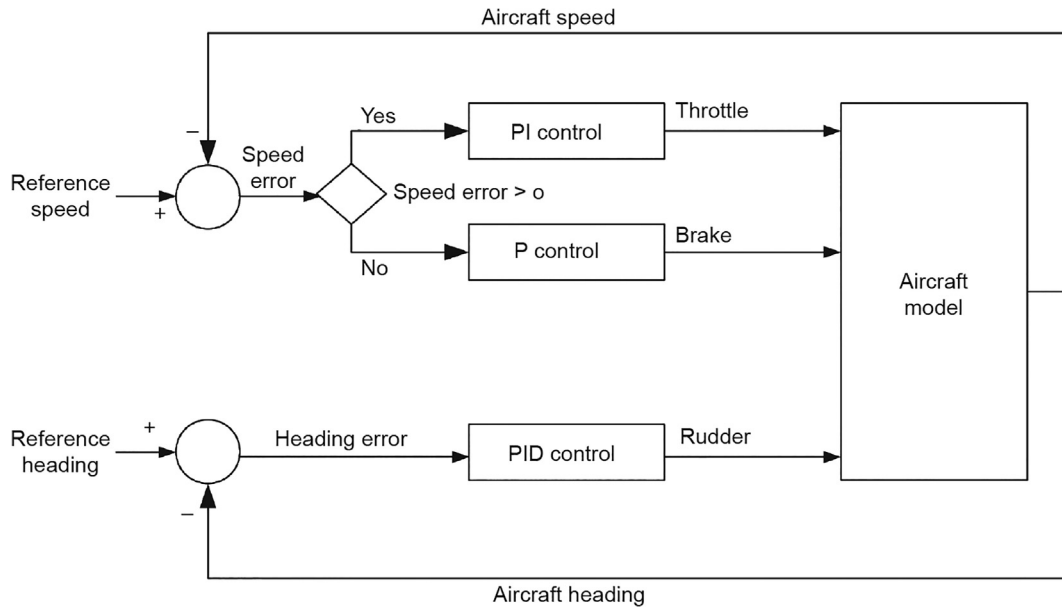 Aircraft speed
Yes
PI control
Throttle
–
Speed
error
Reference
speed
+
Speed error > o
No
P control
Brake
Aircraft
model
Reference
heading
+
Heading error
PID control
Rudder
–
Aircraft heading